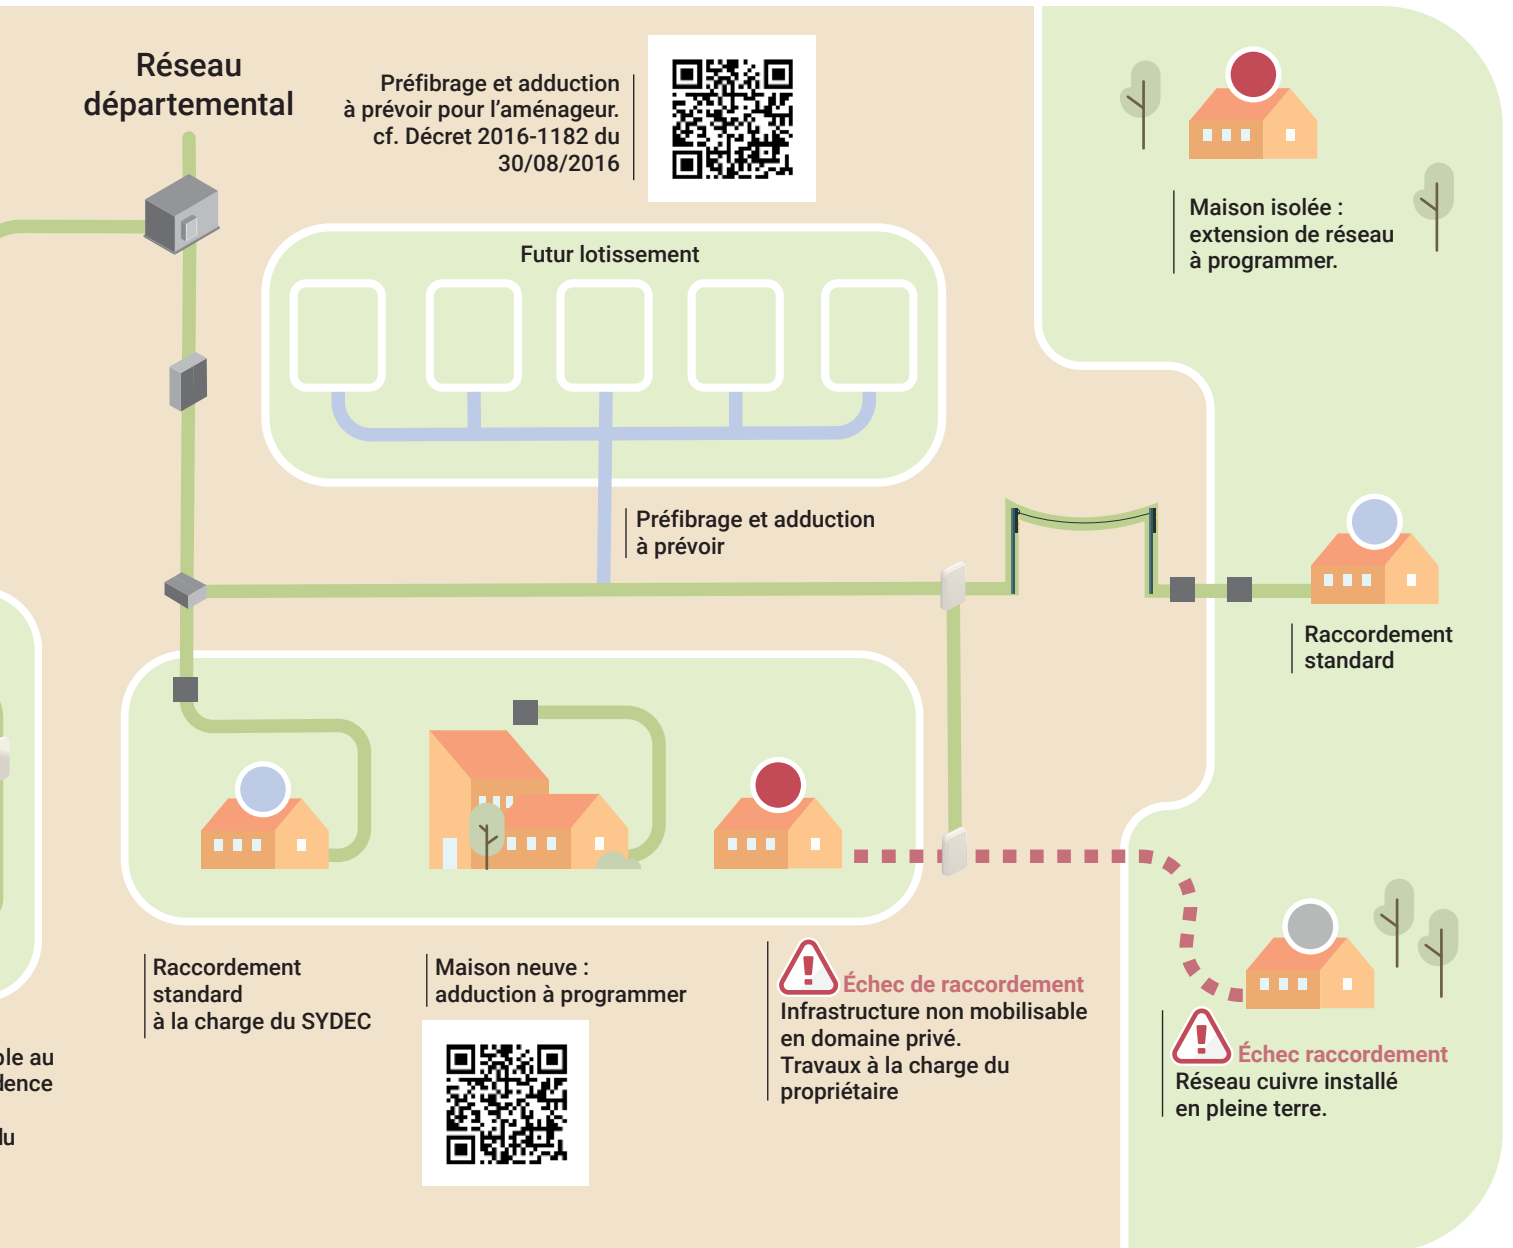 Réseau
départemental
Préfibrage et adduction
à prévoir pour l'aménageur.
cf. Décret 2016-1182 du
30/08/2016
Maison isolée :
extension de réseau
à programmer.
Futur lotissement
Préfibrage et adduction
à prévoir
Raccordement
standard
Raccordement
standard
à la charge du SYDEC
Maison neuve :
adduction à programmer
Échec de raccordement
Infrastructure non mobilisable
en domaine privé.
Travaux à la charge du
propriétaire
Échec raccordement
Réseau cuivre installé
en pleine terre.
au